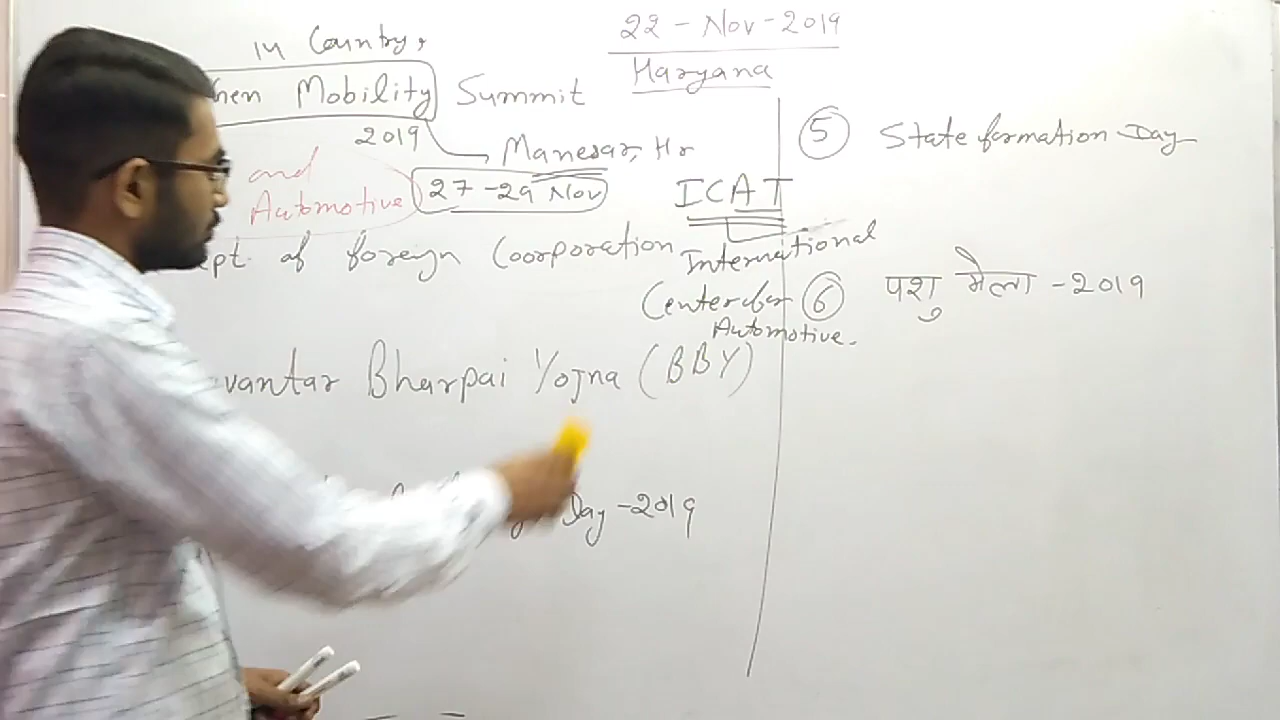 22 - Nov - 2019
Haryana
14 Country,
Mobility Summit
2019
Manesar, Hr
and
Automotive
27 - 29 Nov
ICAT
International
Center for
Automotive.
of foreign Coorporation
vantar Bharpai Yojna (BBY)
Day - 2019
5 State formation Day
6 पशु मेला - 2019